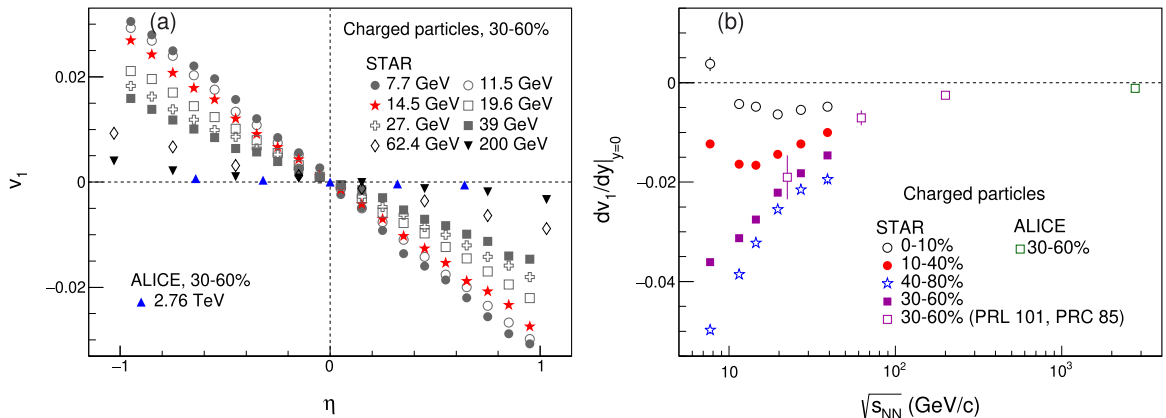 (a)
Charged particles, 30-60%
STAR
7.7 GeV
11.5 GeV
14.5 GeV
19.6 GeV
27. GeV
39 GeV
62.4 GeV
200 GeV
ALICE, 30-60%
2.76 TeV
0.02
0
−0.02
v1
−1
0
1
η
(b)
0
−0.02
−0.04
dv1/dy|y=0
Charged particles
STAR
0-10%
10-40%
40-80%
30-60%
30-60% (PRL 101, PRC 85)
ALICE
30-60%
10
10²
10³
√sNN (GeV/c)